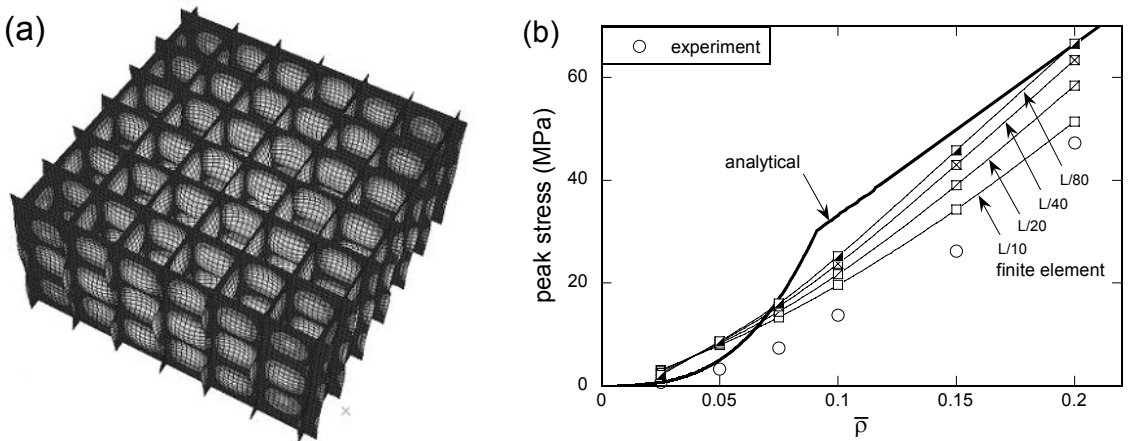 (a)
(b)
experiment
60
40
20
0
peak stress (MPa)
analytical
L/80
L/40
L/20
L/10
finite element
0
0.05
0.1
0.15
0.2
ρ̅